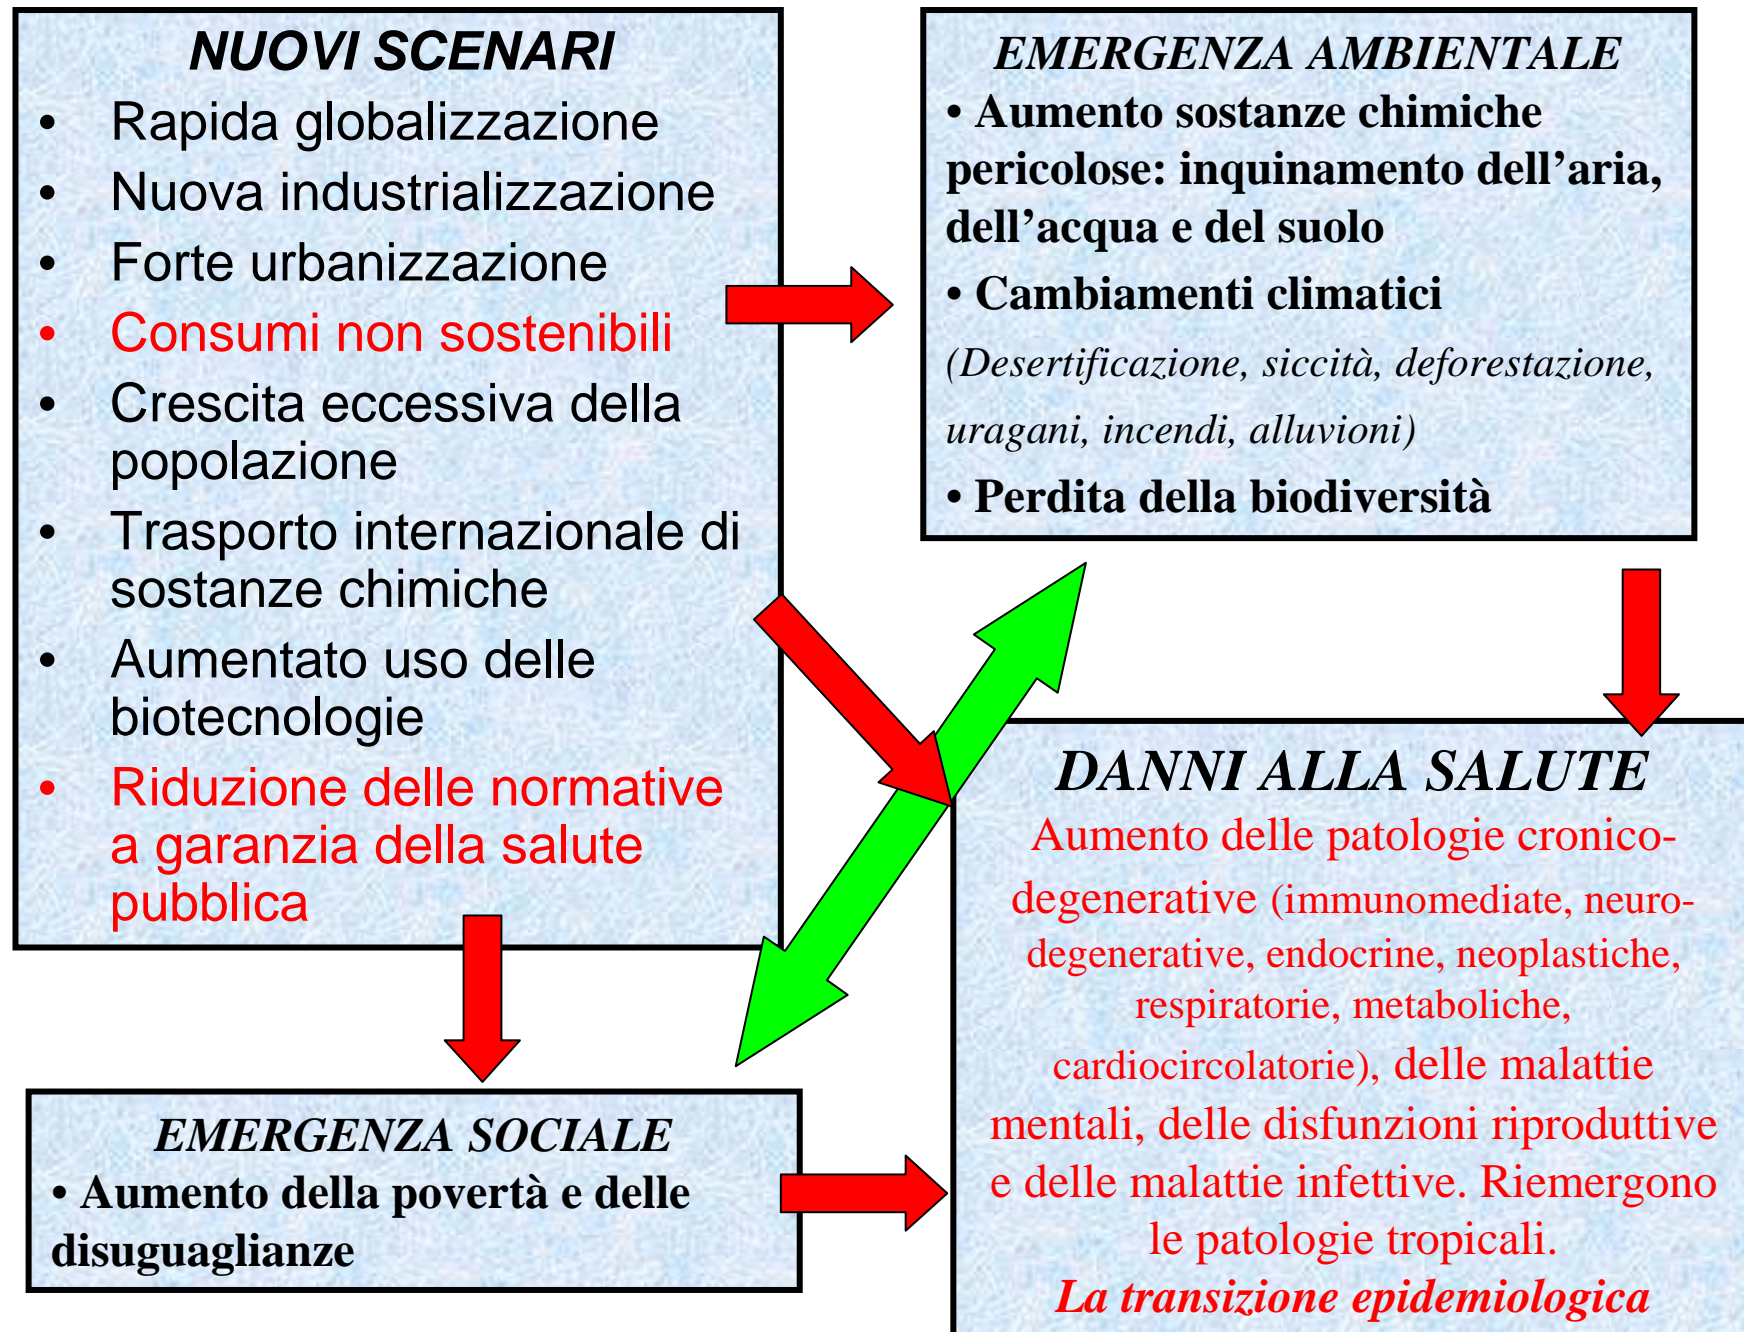 NUOVI SCENARI
• Rapida globalizzazione
• Nuova industrializzazione
• Forte urbanizzazione
• Consumi non sostenibili
• Crescita eccessiva della
popolazione
• Trasporto internazionale di
sostanze chimiche
• Aumentato uso delle
biotecnologie
• Riduzione delle normative
a garanzia della salute
pubblica
EMERGENZA AMBIENTALE
• Aumento sostanze chimiche
pericolose: inquinamento dell’aria,
dell’acqua e del suolo
• Cambiamenti climatici
(Desertificazione, siccità, deforestazione,
uragani, incendi, alluvioni)
• Perdita della biodiversità
EMERGENZA SOCIALE
• Aumento della povertà e delle
disuguaglianze
DANNI ALLA SALUTE
Aumento delle patologie cronico-
degenerative (immunomediate, neuro-
degenerative, endocrine, neoplastiche,
respiratorie, metaboliche,
cardiocircolatorie), delle malattie
mentali, delle disfunzioni riproduttive
e delle malattie infettive. Riemergono
le patologie tropicali.
La transizione epidemiologica